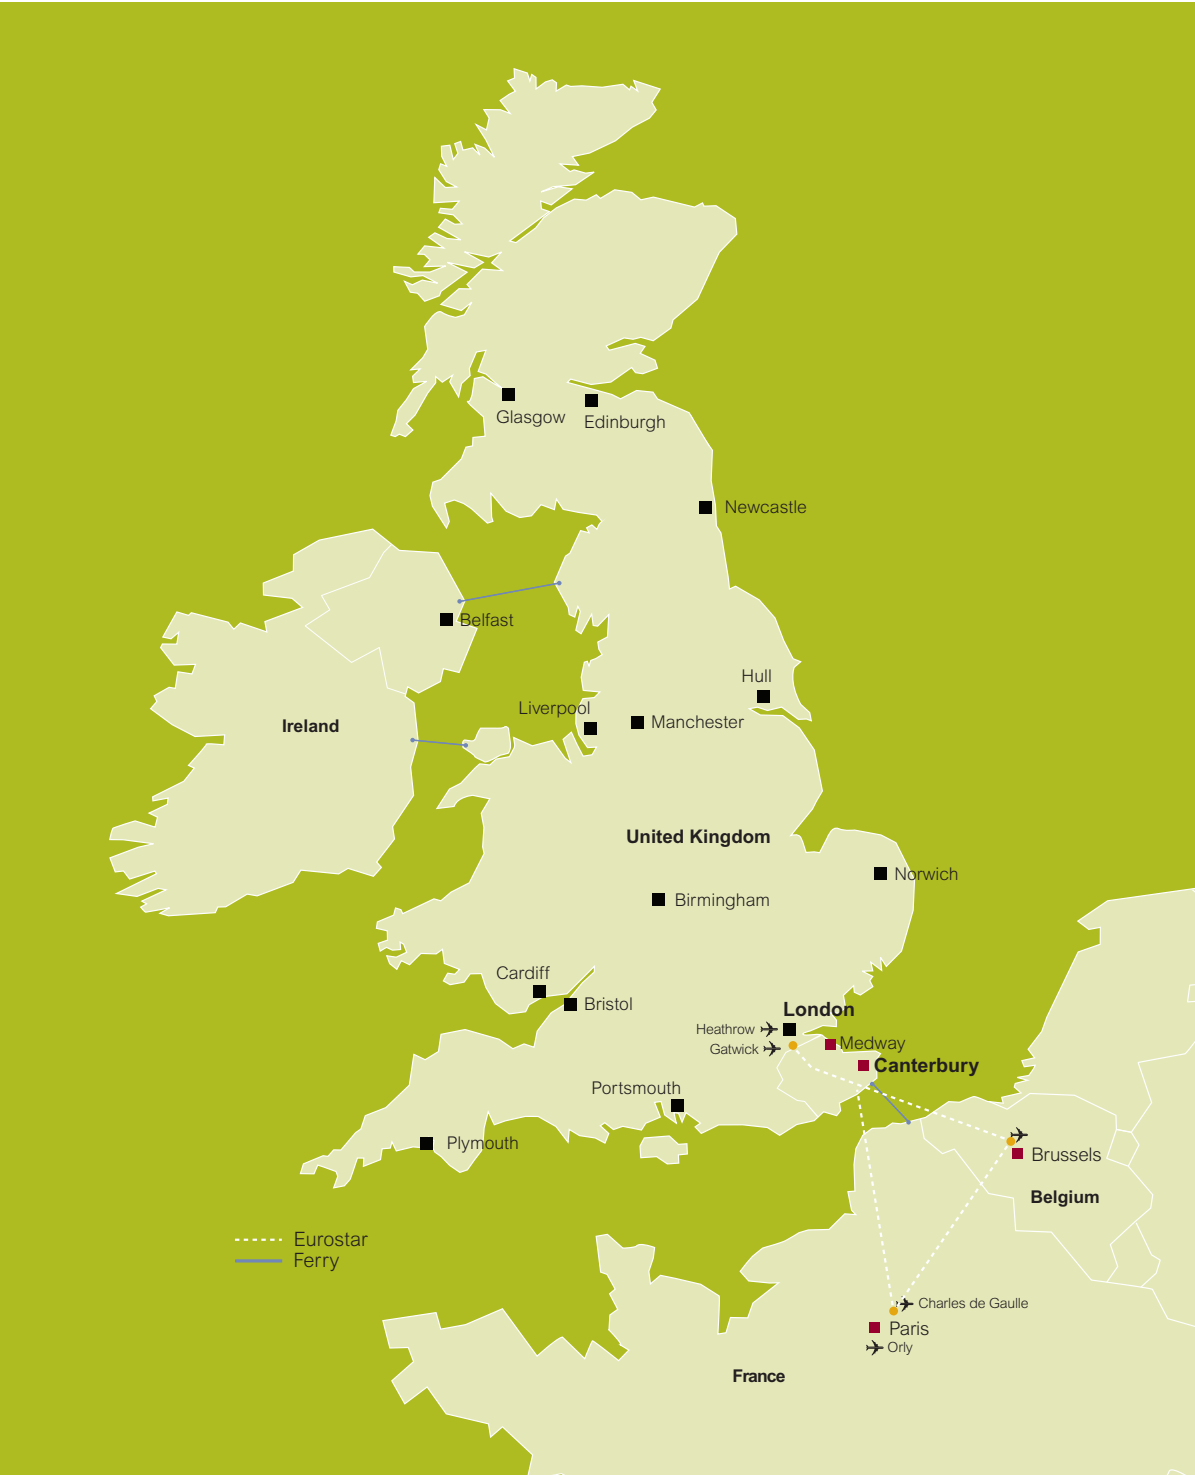 Glasgow
Edinburgh
Newcastle
Belfast
Hull
Liverpool
Manchester
Ireland
United Kingdom
Norwich
Birmingham
Cardiff
Bristol
London
Heathrow
Gatwick
Medway
Canterbury
Portsmouth
Plymouth
Brussels
Belgium
Eurostar
Ferry
Charles de Gaulle
Paris
Orly
France